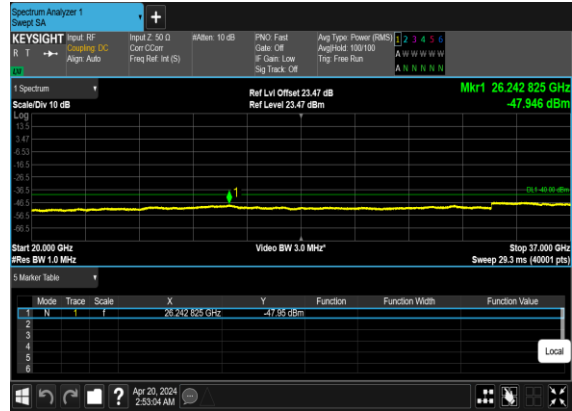 Spectrum Analyzer 1
Swept SA
+
KEYSIGHT Input: RF Input Z: 50 Ω #Atten: 10 dB PNO: Fast Avg Type: Power (RMS) 1 2 3 4 5 6
R T Coupling: DC Corr CCorr Gate: Off Avg|Hold: 100/100 A W W W W W
Align: Auto Freq Ref: Int (S) IF Gain: Low Trig: Free Run
Sig Track: Off A N N N N N
1 Spectrum Ref Lvl Offset 23.47 dB Mkr1 26.242 825 GHz
Scale/Div 10 dB Ref Level 23.47 dBm -47.946 dBm
Log
13.5
3.47
-6.53
-16.5
-26.5
-36.5 1 DL1 -40.00 dBm
-46.5
-56.5
-66.5
Start 20.000 GHz Video BW 3.0 MHz* Stop 37.000 GHz
#Res BW 1.0 MHz Sweep 29.3 ms (40001 pts)
5 Marker Table
Mode Trace Scale X Y Function Function Width Function Value
1 N 1 f 26.242 825 GHz -47.95 dBm
2
3
4
5
6
Local
? Apr 20, 2024
2:53:04 AM